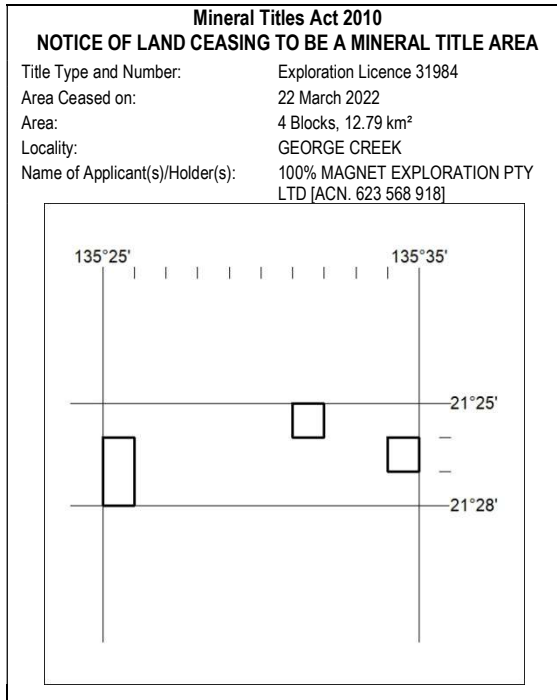 Mineral Titles Act 2010
NOTICE OF LAND CEASING TO BE A MINERAL TITLE AREA
Title Type and Number: Exploration Licence 31984
Area Ceased on: 22 March 2022
Area: 4 Blocks, 12.79 km²
Locality: GEORGE CREEK
Name of Applicant(s)/Holder(s): 100% MAGNET EXPLORATION PTY
LTD [ACN. 623 568 918]
135°25' 135°35'
21°25'
21°28'